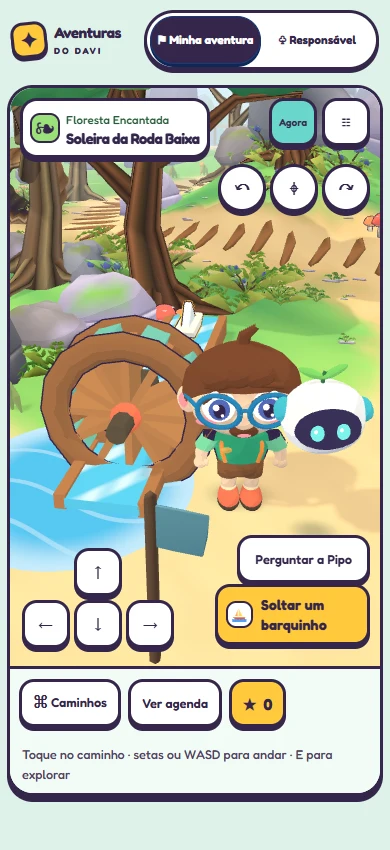 Aventuras
DO DAVI
Minha aventura
Responsável
Floresta Encantada
Soleira da Roda Baixa
Agora
Perguntar a Pipo
Soltar um
barquinho
Caminhos
Ver agenda
★ 0
Toque no caminho · setas ou WASD para andar · E para
explorar